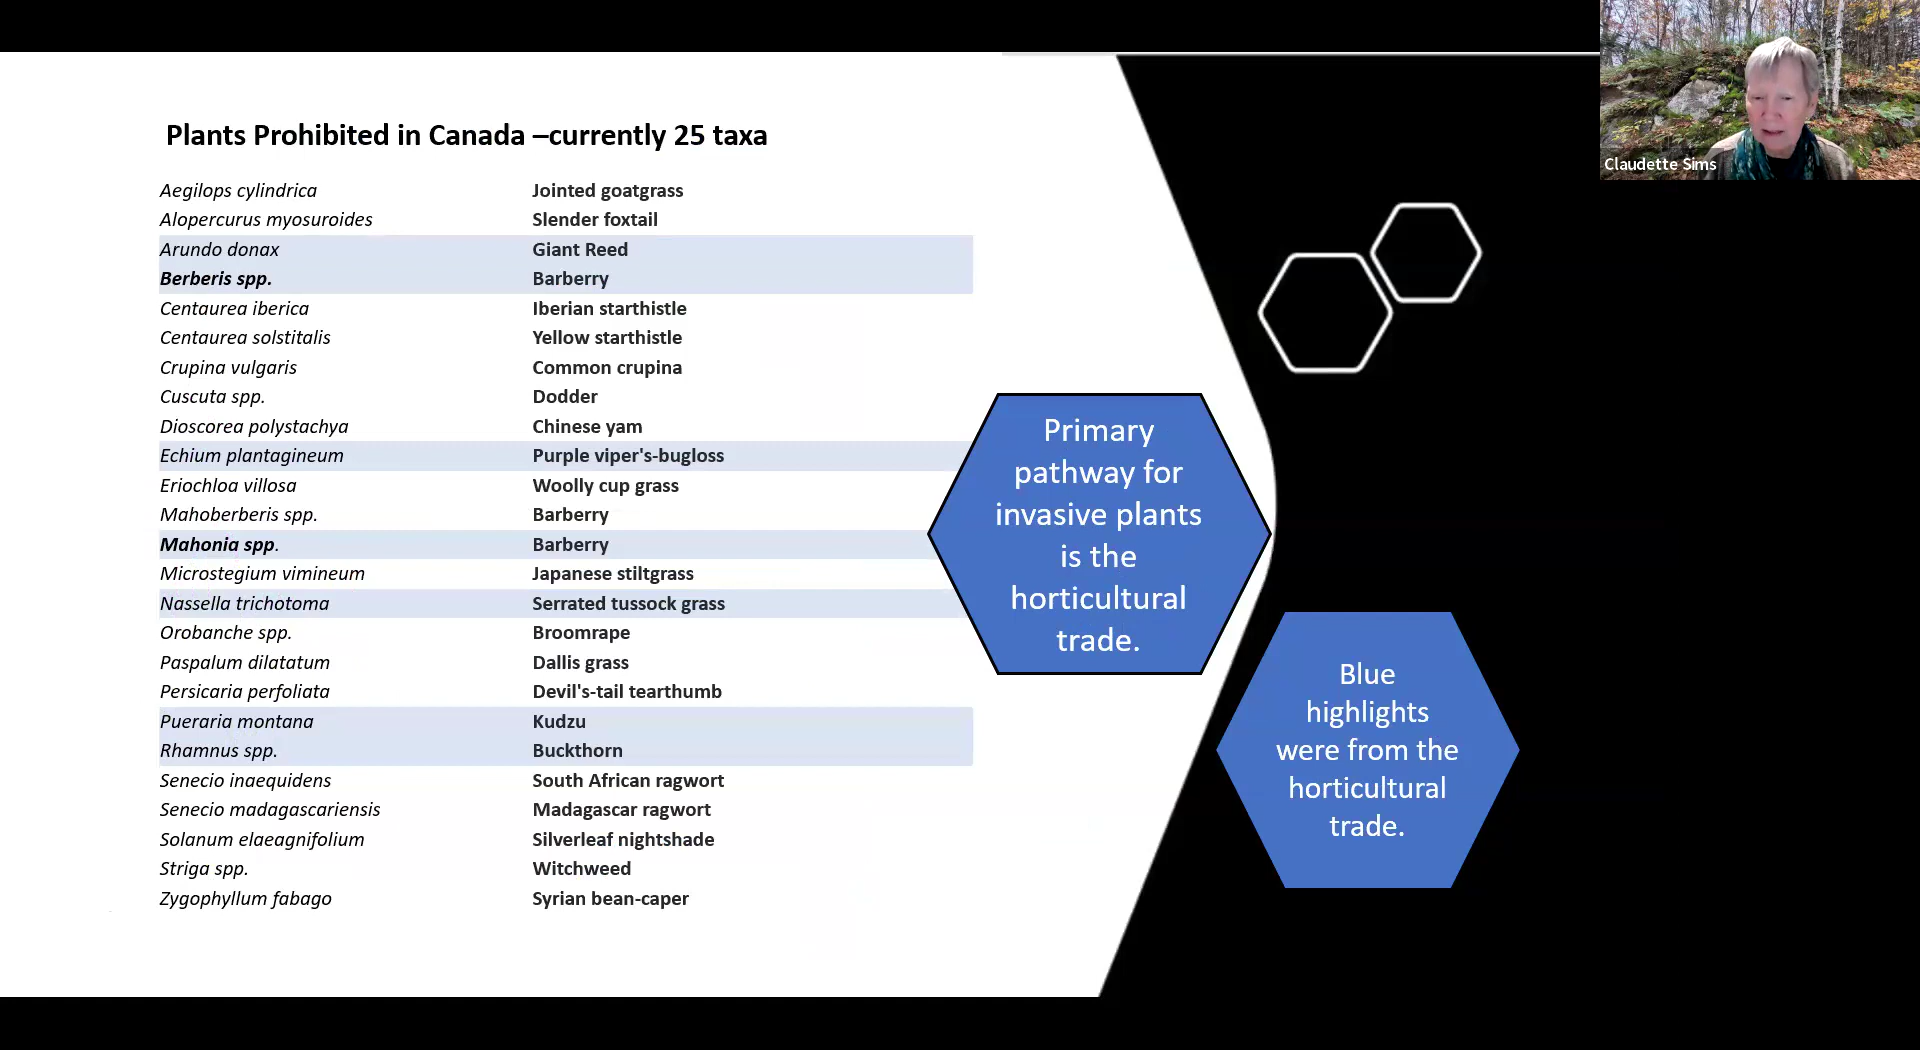 Claudette Sims
Plants Prohibited in Canada –currently 25 taxa
Aegilops cylindrica Jointed goatgrass
Alopercurus myosuroides Slender foxtail
Arundo donax Giant Reed
Berberis spp. Barberry
Centaurea iberica Iberian starthistle
Centaurea solstitalis Yellow starthistle
Crupina vulgaris Common crupina
Cuscuta spp. Dodder
Dioscorea polystachya Chinese yam
Echium plantagineum Purple viper's-bugloss
Eriochloa villosa Woolly cup grass
Mahoberberis spp. Barberry
Mahonia spp. Barberry
Microstegium vimineum Japanese stiltgrass
Nassella trichotoma Serrated tussock grass
Orobanche spp. Broomrape
Paspalum dilatatum Dallis grass
Persicaria perfoliata Devil's-tail tearthumb
Pueraria montana Kudzu
Rhamnus spp. Buckthorn
Senecio inaequidens South African ragwort
Senecio madagascariensis Madagascar ragwort
Solanum elaeagnifolium Silverleaf nightshade
Striga spp. Witchweed
Zygophyllum fabago Syrian bean-caper
Primary
pathway for
invasive plants
is the
horticultural
trade.
Blue
highlights
were from the
horticultural
trade.